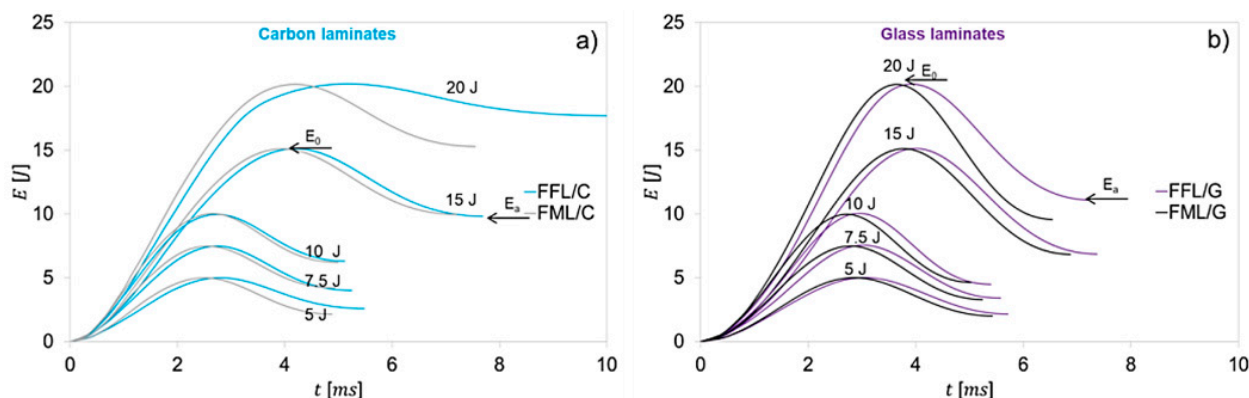 Carbon laminates
a)
25
20
15
10
5
0
E [J]
20 J
E₀
15 J
FFL/C
Eₐ
FML/C
10 J
7.5 J
5 J
0
2
4
6
8
10
t [ms]
Glass laminates
b)
25
20
15
10
5
0
E [J]
20 J
E₀
15 J
FFL/G
Eₐ
FML/G
10 J
7.5 J
5 J
0
2
4
6
8
10
t [ms]